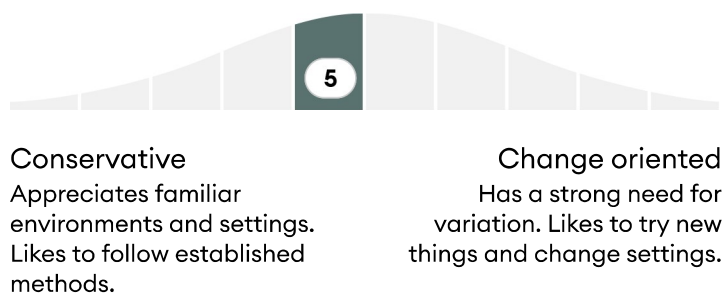 5
Conservative
Appreciates familiar
environments and settings.
Likes to follow established
methods.
Change oriented
Has a strong need for
variation. Likes to try new
things and change settings.